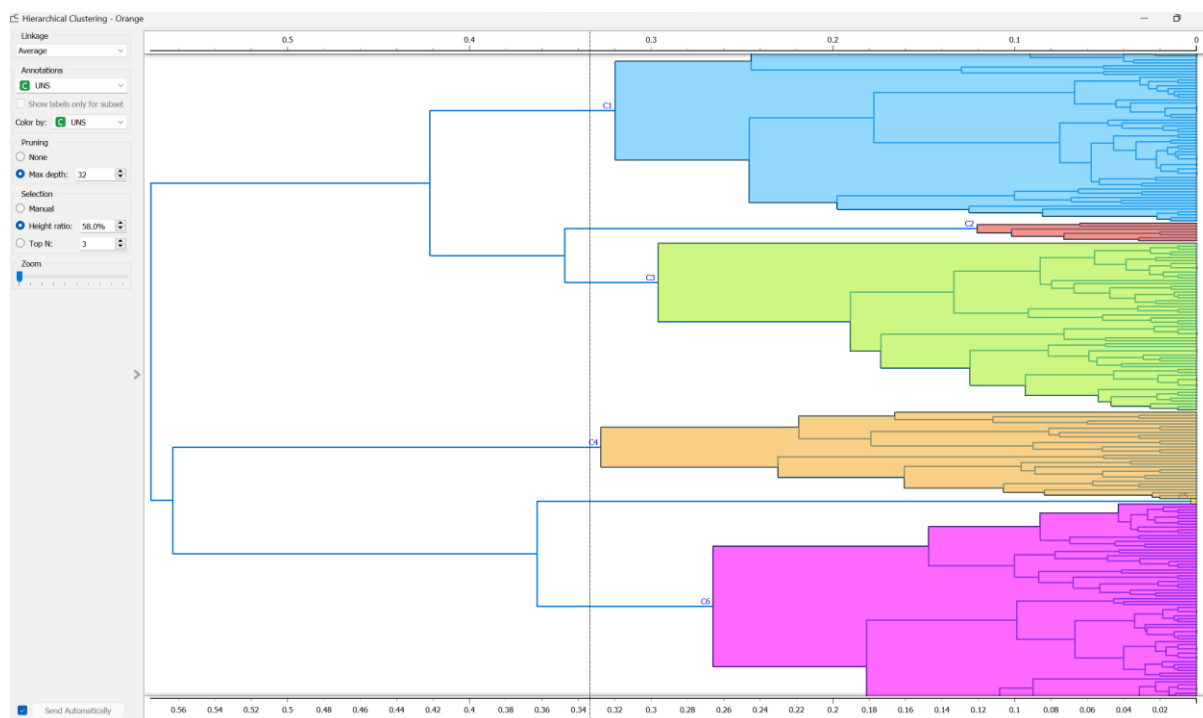 Hierarchical Clustering - Orange
Linkage
Average
Annotations
C UNS
Show labels only for subset
Color by: C UNS
Pruning
None
Max depth: 32
Selection
Manual
Height ratio: 58.0%
Top N: 3
Zoom
Send Automatically
0.5 0.4 0.3 0.2 0.1 0
C1
C2
C3
C4
C5
C6
0.56 0.54 0.52 0.5 0.48 0.46 0.44 0.42 0.4 0.38 0.36 0.34 0.32 0.3 0.28 0.26 0.24 0.22 0.2 0.18 0.16 0.14 0.12 0.1 0.08 0.06 0.04 0.02 0